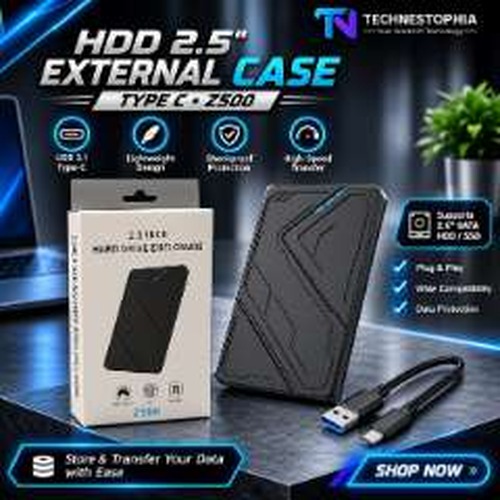 TECHNESTOPHIA
HDD 2.5"
EXTERNAL CASE
TYPE C • Z500
USB 3.1
Type-C
Lightweight
Design
Shockproof
Protection
High-Speed
Transfer
Supports
2.5" SATA
HDD / SSD
Plug & Play
Wide Compatibility
Data Protection
2.5 INCH
Z500
Store & Transfer Your Data
with Ease
SHOP NOW »